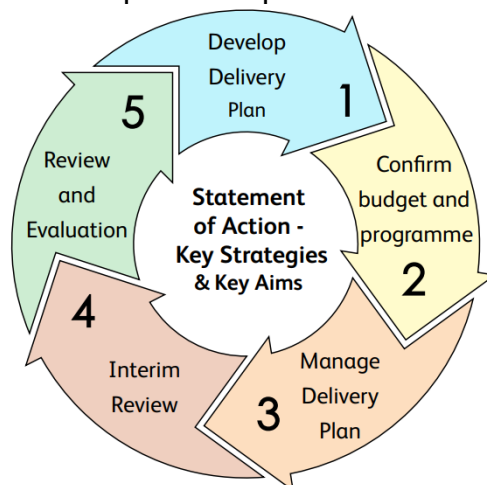 Develop
Delivery
Plan
1
Confirm
budget and
programme
2
Manage
Delivery
Plan
3
Interim
Review
4
Review
and
Evaluation
5
Statement
of Action -
Key Strategies
& Key Aims